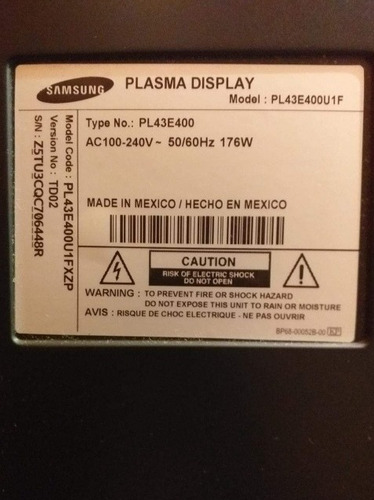 SAMSUNG
PLASMA DISPLAY
Model : PL43E400U1F
Type No.: PL43E400
AC100-240V~ 50/60Hz 176W
MADE IN MEXICO / HECHO EN MEXICO
CAUTION
RISK OF ELECTRIC SHOCK
DO NOT OPEN
WARNING : TO PREVENT FIRE OR SHOCK HAZARD
DO NOT EXPOSE THIS UNIT TO RAIN OR MOISTURE
AVIS : RISQUE DE CHOC ELECTRIQUE - NE PAS OUVRIR
BP68-00052B-00
Model Code : PL43E400U1FXZP
Version No : TD02
S/N : Z5TU3CQC706448R